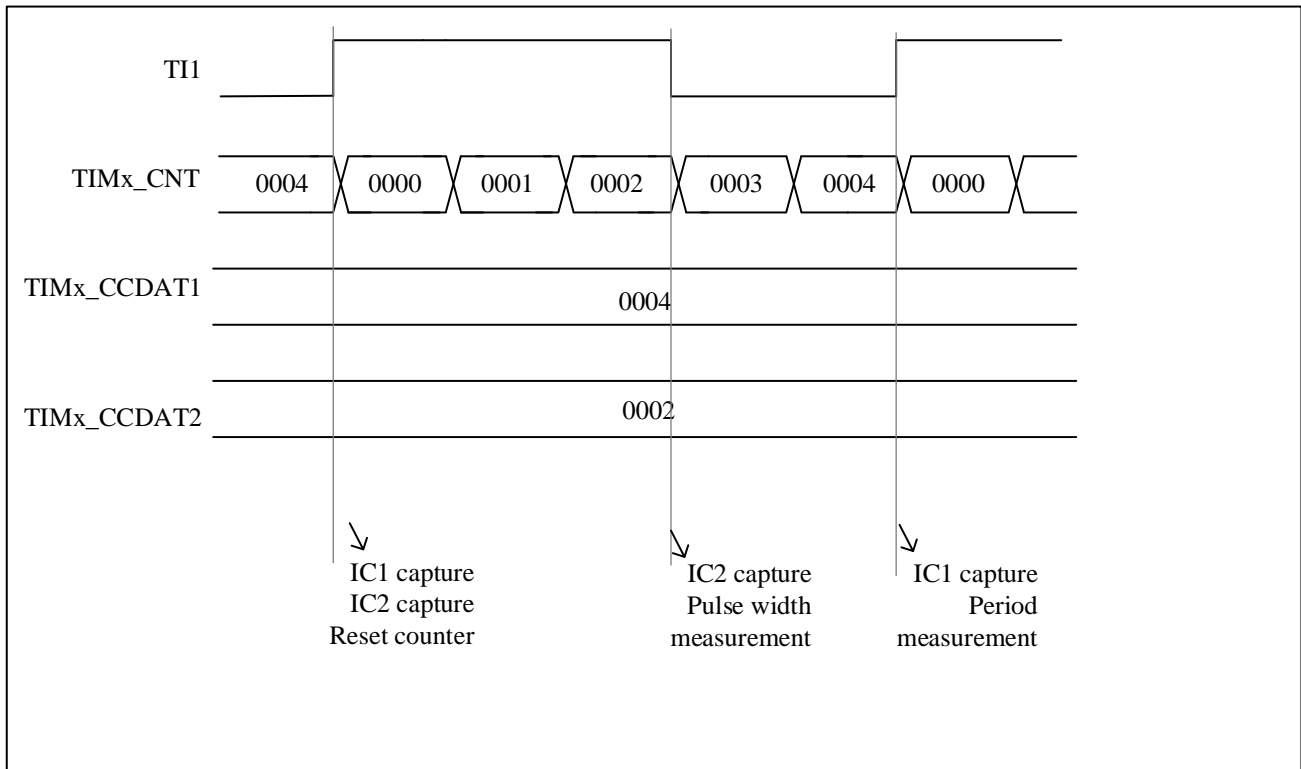 TI1
TIMx_CNT
0004 0000 0001 0002 0003 0004 0000
TIMx_CCDAT1
0004
TIMx_CCDAT2
0002
IC1 capture
IC2 capture
Reset counter
IC2 capture
Pulse width
measurement
IC1 capture
Period
measurement